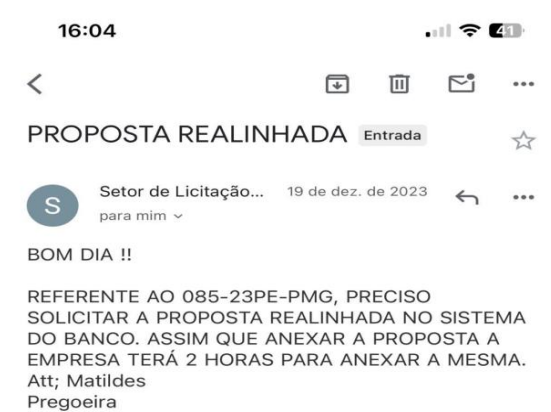 16:04
41
PROPOSTA REALINHADA Entrada
S
Setor de Licitação... 19 de dez. de 2023
para mim
BOM DIA !!
REFERENTE AO 085-23PE-PMG, PRECISO
SOLICITAR A PROPOSTA REALINHADA NO SISTEMA
DO BANCO. ASSIM QUE ANEXAR A PROPOSTA A
EMPRESA TERÁ 2 HORAS PARA ANEXAR A MESMA.
Att; Matildes
Pregoeira